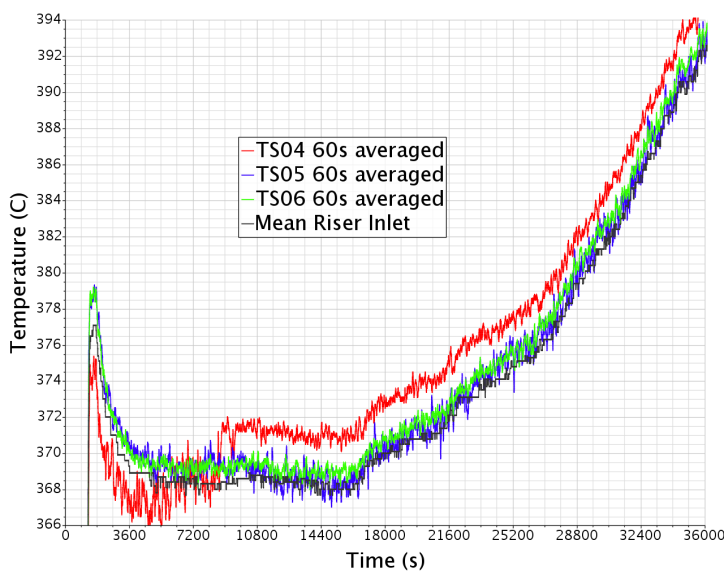 394
392
390
388
386
384
382
380
378
376
374
372
370
368
366
Temperature (C)
TS04 60s averaged
TS05 60s averaged
TS06 60s averaged
Mean Riser Inlet
0 3600 7200 10800 14400 18000 21600 25200 28800 32400 36000
Time (s)